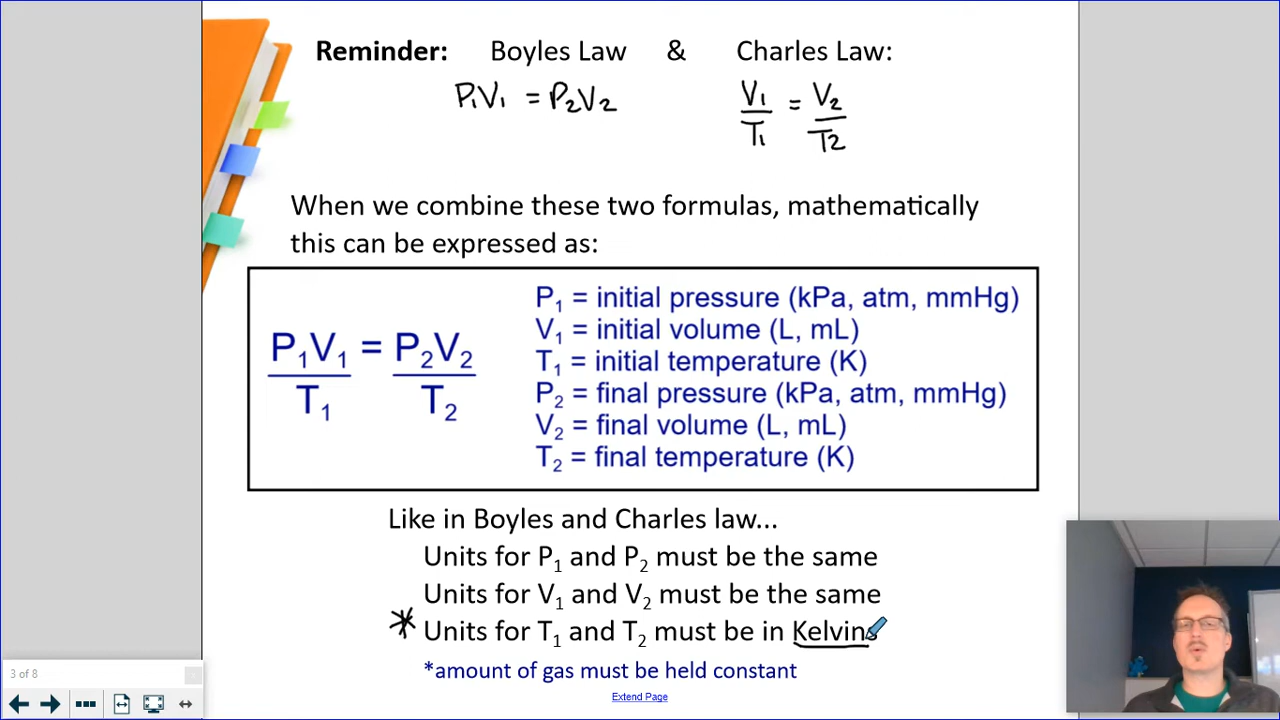 Reminder: Boyles Law & Charles Law:
P₁V₁ = P₂V₂
V₁ = V₂
T₁ T₂
When we combine these two formulas, mathematically
this can be expressed as:
P₁V₁ = P₂V₂
T₁ T₂
P₁ = initial pressure (kPa, atm, mmHg)
V₁ = initial volume (L, mL)
T₁ = initial temperature (K)
P₂ = final pressure (kPa, atm, mmHg)
V₂ = final volume (L, mL)
T₂ = final temperature (K)
Like in Boyles and Charles law...
Units for P₁ and P₂ must be the same
Units for V₁ and V₂ must be the same
* Units for T₁ and T₂ must be in Kelvins
*amount of gas must be held constant
Extend Page
3 of 8